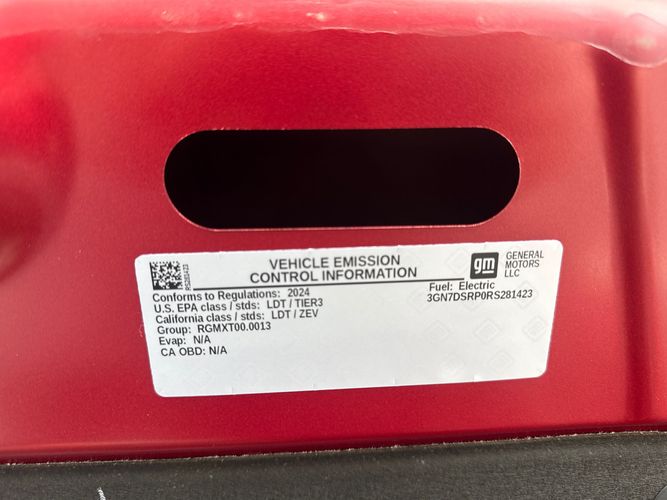 VEHICLE EMISSION
CONTROL INFORMATION
gm
GENERAL
MOTORS
LLC
RS281423
Conforms to Regulations: 2024
U.S. EPA class / stds: LDT / TIER3
California class / stds: LDT / ZEV
Group: RGMXT00.0013
Evap: N/A
CA OBD: N/A
Fuel: Electric
3GN7DSRP0RS281423